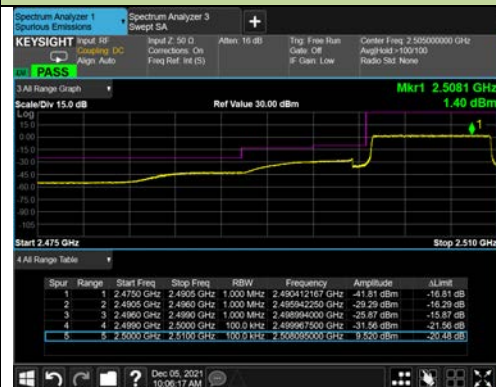 Spectrum Analyzer 1
Spurious Emissions
Spectrum Analyzer 3
Swept SA
KEYSIGHT
Input: RF
Coupling: DC
Align: Auto
Input Z: 50 Ω
Corrections: On
Freq Ref: Int (S)
Atten: 16 dB
Trig: Free Run
Gate: Off
IF Gain: Low
Center Freq: 2.505000000 GHz
Avg|Hold:>100/100
Radio Std: None
PASS
3 All Range Graph
Mkr1 2.5081 GHz
Scale/Div 15.0 dB
Ref Value 30.00 dBm
1.40 dBm
Log
15.0
0.00
-15.0
-30.0
-45.0
-60.0
-75.0
-90.0
-105
1
Start 2.475 GHz
Stop 2.510 GHz
4 All Range Table
Spur Range Start Freq Stop Freq RBW Frequency Amplitude ΔLimit
1 1 2.4750 GHz 2.4905 GHz 1.000 MHz 2.490412167 GHz -41.81 dBm -16.81 dB
2 2 2.4905 GHz 2.4960 GHz 1.000 MHz 2.495942250 GHz -29.29 dBm -16.29 dB
3 3 2.4960 GHz 2.4990 GHz 1.000 MHz 2.498994000 GHz -25.87 dBm -15.87 dB
4 4 2.4990 GHz 2.5000 GHz 100.0 kHz 2.499967500 GHz -31.56 dBm -21.56 dB
5 5 2.5000 GHz 2.5100 GHz 100.0 kHz 2.508095000 GHz 9.520 dBm -20.48 dB
Dec 05, 2021
10:06:17 AM